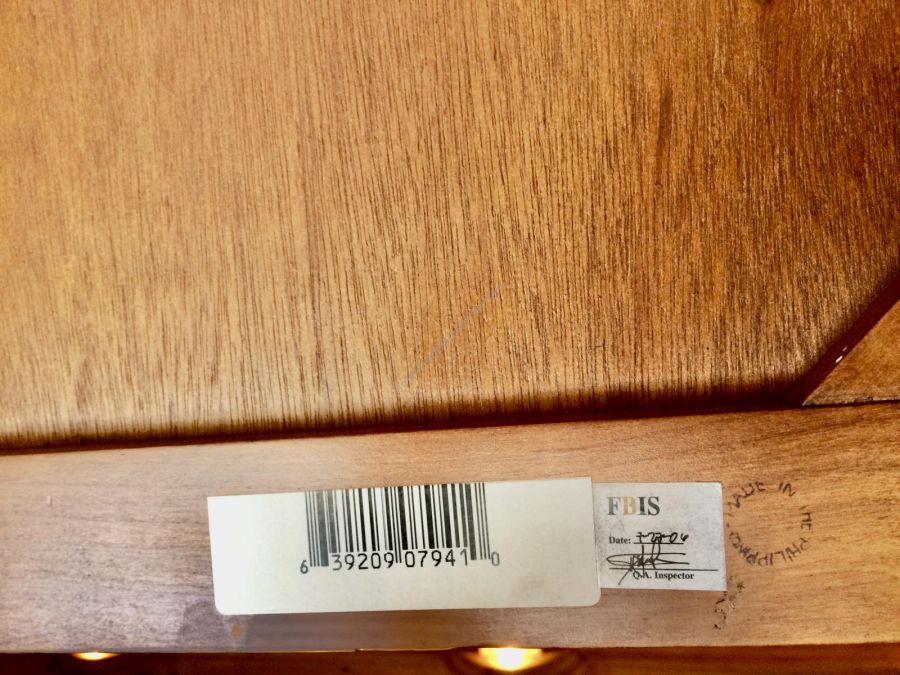 6 39209 07941 0
FBIS
Date:
Q.A. Inspector
MADE IN THE PHILIPPINES